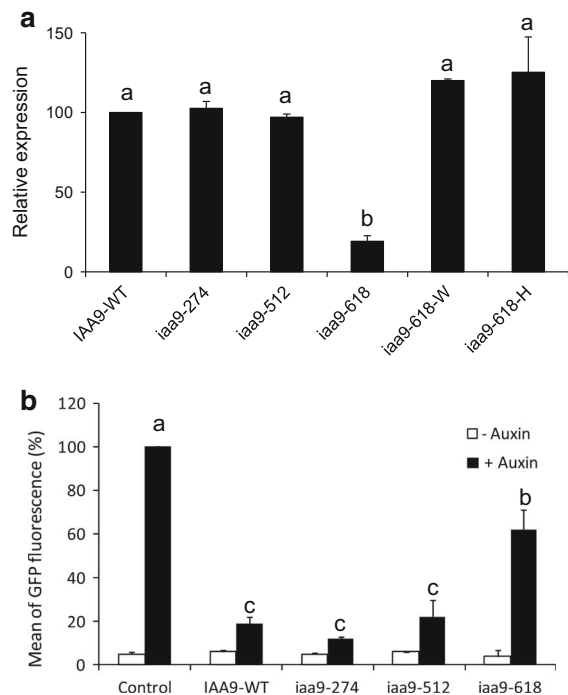 a
Relative expression
150
100
50
0
a
a
a
b
a
a
IAA9-WT
iaa9-274
iaa9-512
iaa9-618
iaa9-618-W
iaa9-618-H
b
Mean of GFP fluorescence (%)
120
100
80
60
40
20
0
a
c
c
c
b
- Auxin
+ Auxin
Control
IAA9-WT
iaa9-274
iaa9-512
iaa9-618